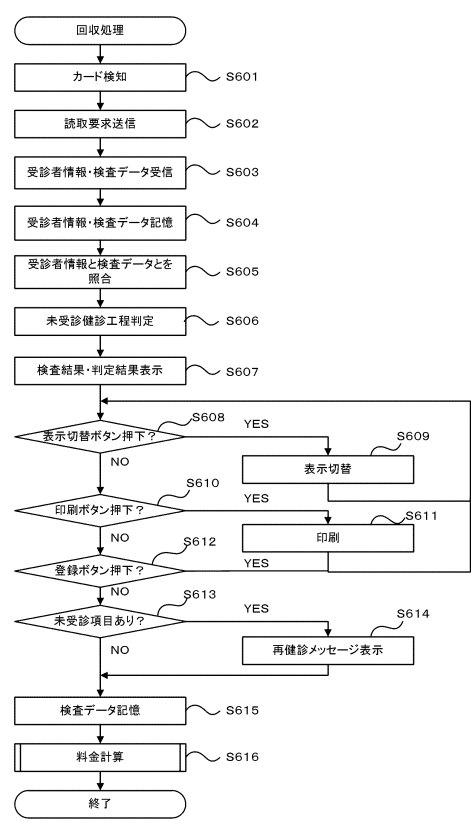 回収処理
カード検知
S601
読取要求送信
S602
受診者情報・検査データ受信
S603
受診者情報・検査データ記憶
S604
受診者情報と検査データとを
照合
S605
未受診健診工程判定
S606
検査結果・判定結果表示
S607
表示切替ボタン押下？
S608
YES
NO
表示切替
S609
印刷ボタン押下？
S610
YES
NO
印刷
S611
登録ボタン押下？
S612
YES
NO
未受診項目あり？
S613
YES
NO
再健診メッセージ表示
S614
検査データ記憶
S615
料金計算
S616
終了